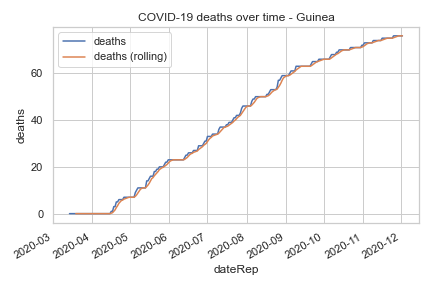 COVID-19 deaths over time - Guinea
deaths
deaths (rolling)
60
40
20
0
deaths
2020-03
2020-04
2020-05
2020-06
2020-07
2020-08
2020-09
2020-10
2020-11
2020-12
dateRep